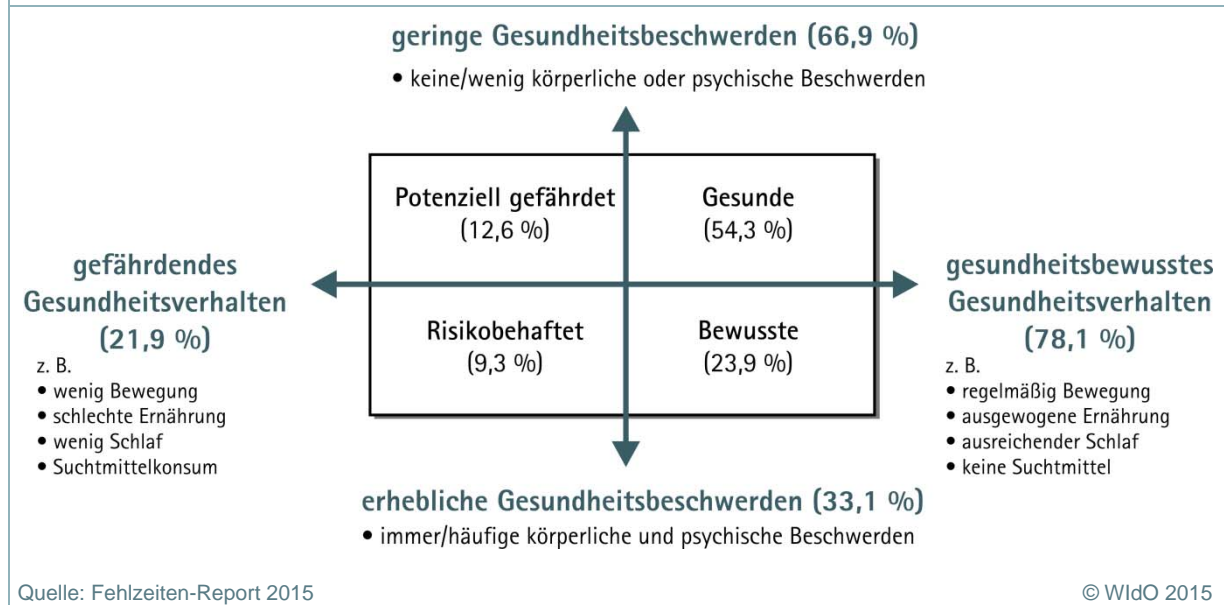 geringe Gesundheitsbeschwerden (66,9 %)
• keine/wenig körperliche oder psychische Beschwerden
Potenziell gefährdet
(12,6 %)
Gesunde
(54,3 %)
gefährdendes
Gesundheitsverhalten
(21,9 %)
z. B.
• wenig Bewegung
• schlechte Ernährung
• wenig Schlaf
• Suchtmittelkonsum
Risikobehaftet
(9,3 %)
Bewusste
(23,9 %)
gesundheitsbewusstes
Gesundheitsverhalten
(78,1 %)
z. B.
• regelmäßig Bewegung
• ausgewogene Ernährung
• ausreichender Schlaf
• keine Suchtmittel
erhebliche Gesundheitsbeschwerden (33,1 %)
• immer/häufige körperliche und psychische Beschwerden
Quelle: Fehlzeiten-Report 2015
© WIdO 2015